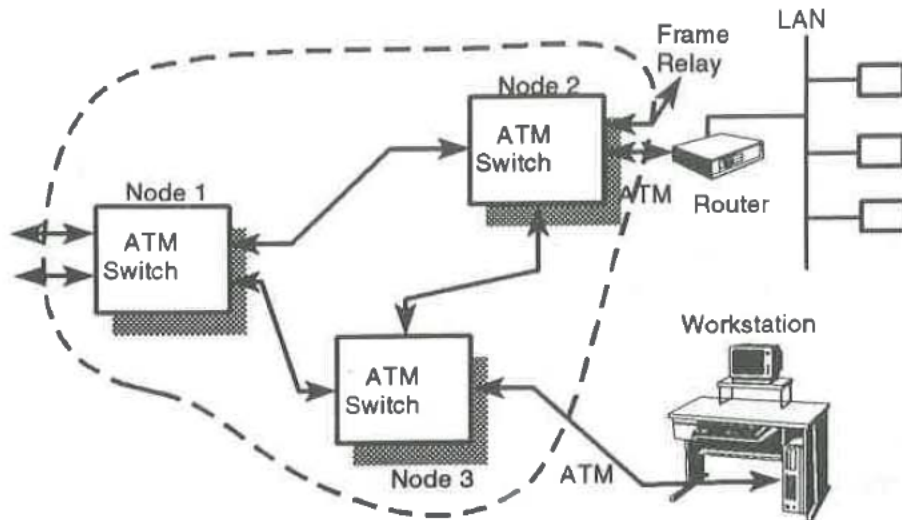 LAN
Frame
Relay
Node 2
ATM
Switch
ATM
Router
Node 1
ATM
Switch
Workstation
ATM
Switch
Node 3
ATM